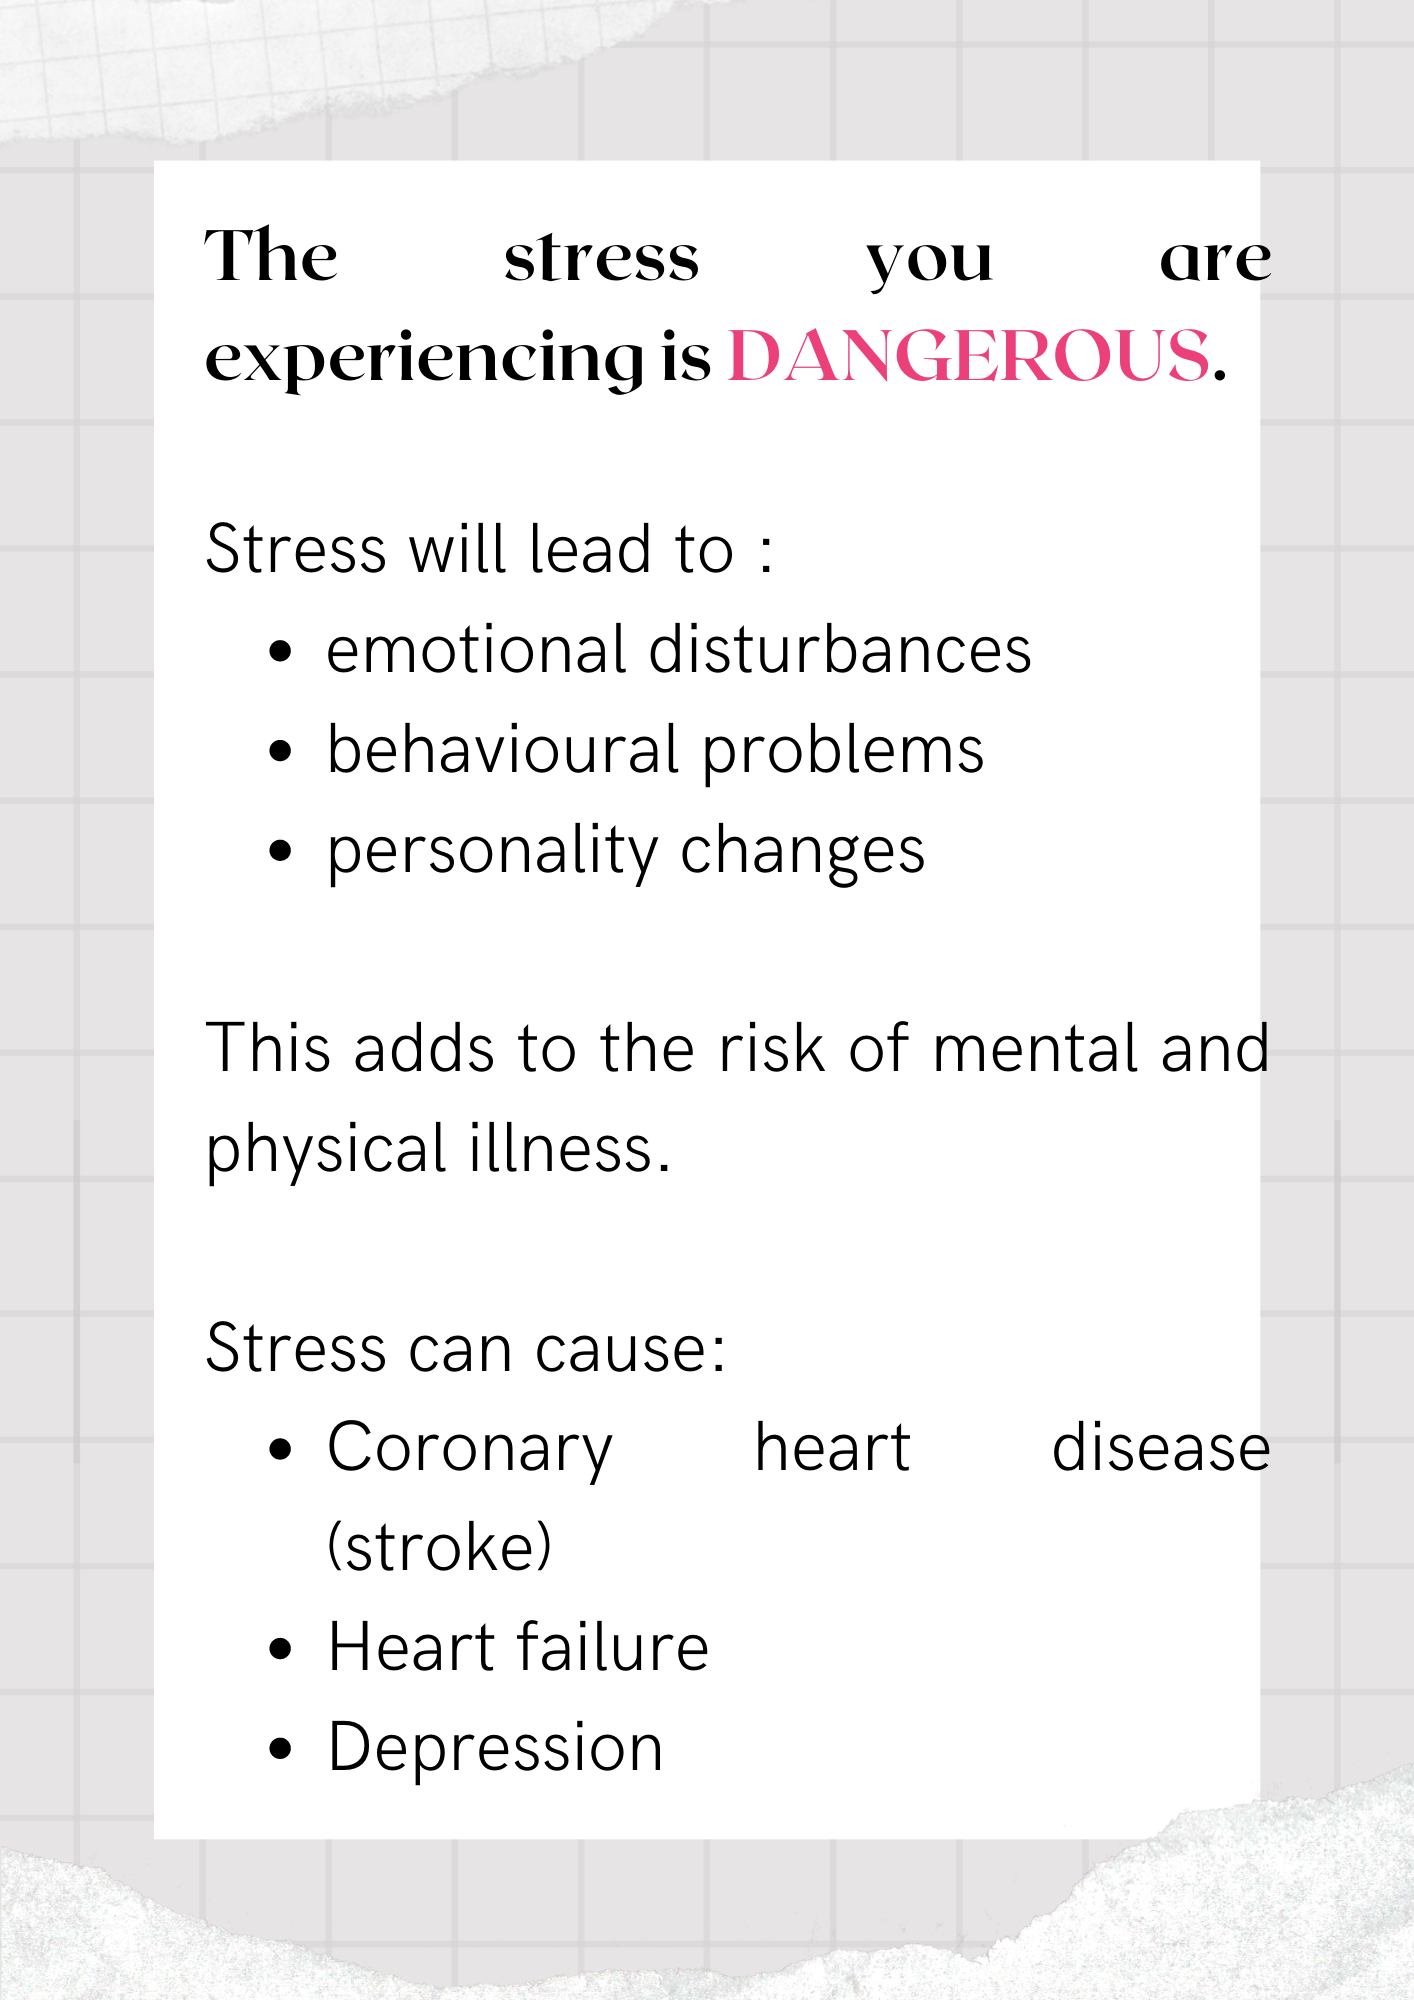 The stress you are
experiencing is DANGEROUS.
Stress will lead to :
• emotional disturbances
• behavioural problems
• personality changes
This adds to the risk of mental and
physical illness.
Stress can cause:
• Coronary heart disease
(stroke)
• Heart failure
• Depression